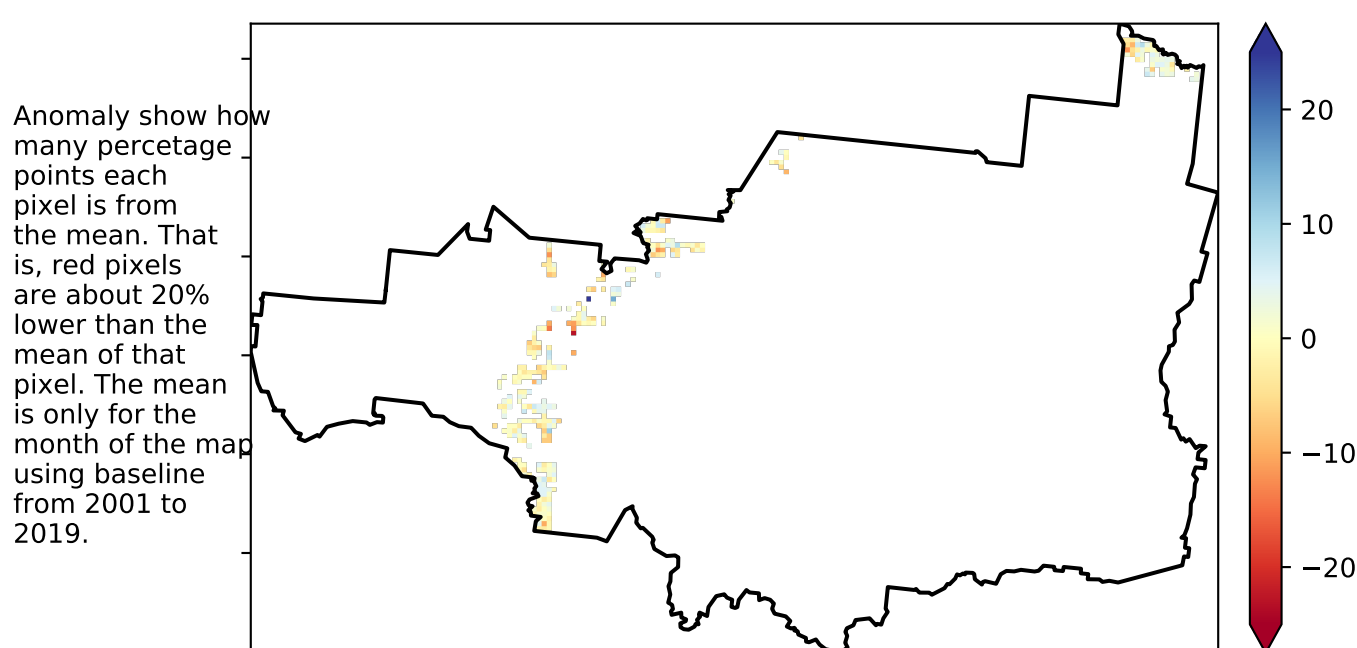 Anomaly show how
many percetage
points each
pixel is from
the mean. That
is, red pixels
are about 20%
lower than the
mean of that
pixel. The mean
is only for the
month of the map
using baseline
from 2001 to
2019.
20
10
0
−10
−20